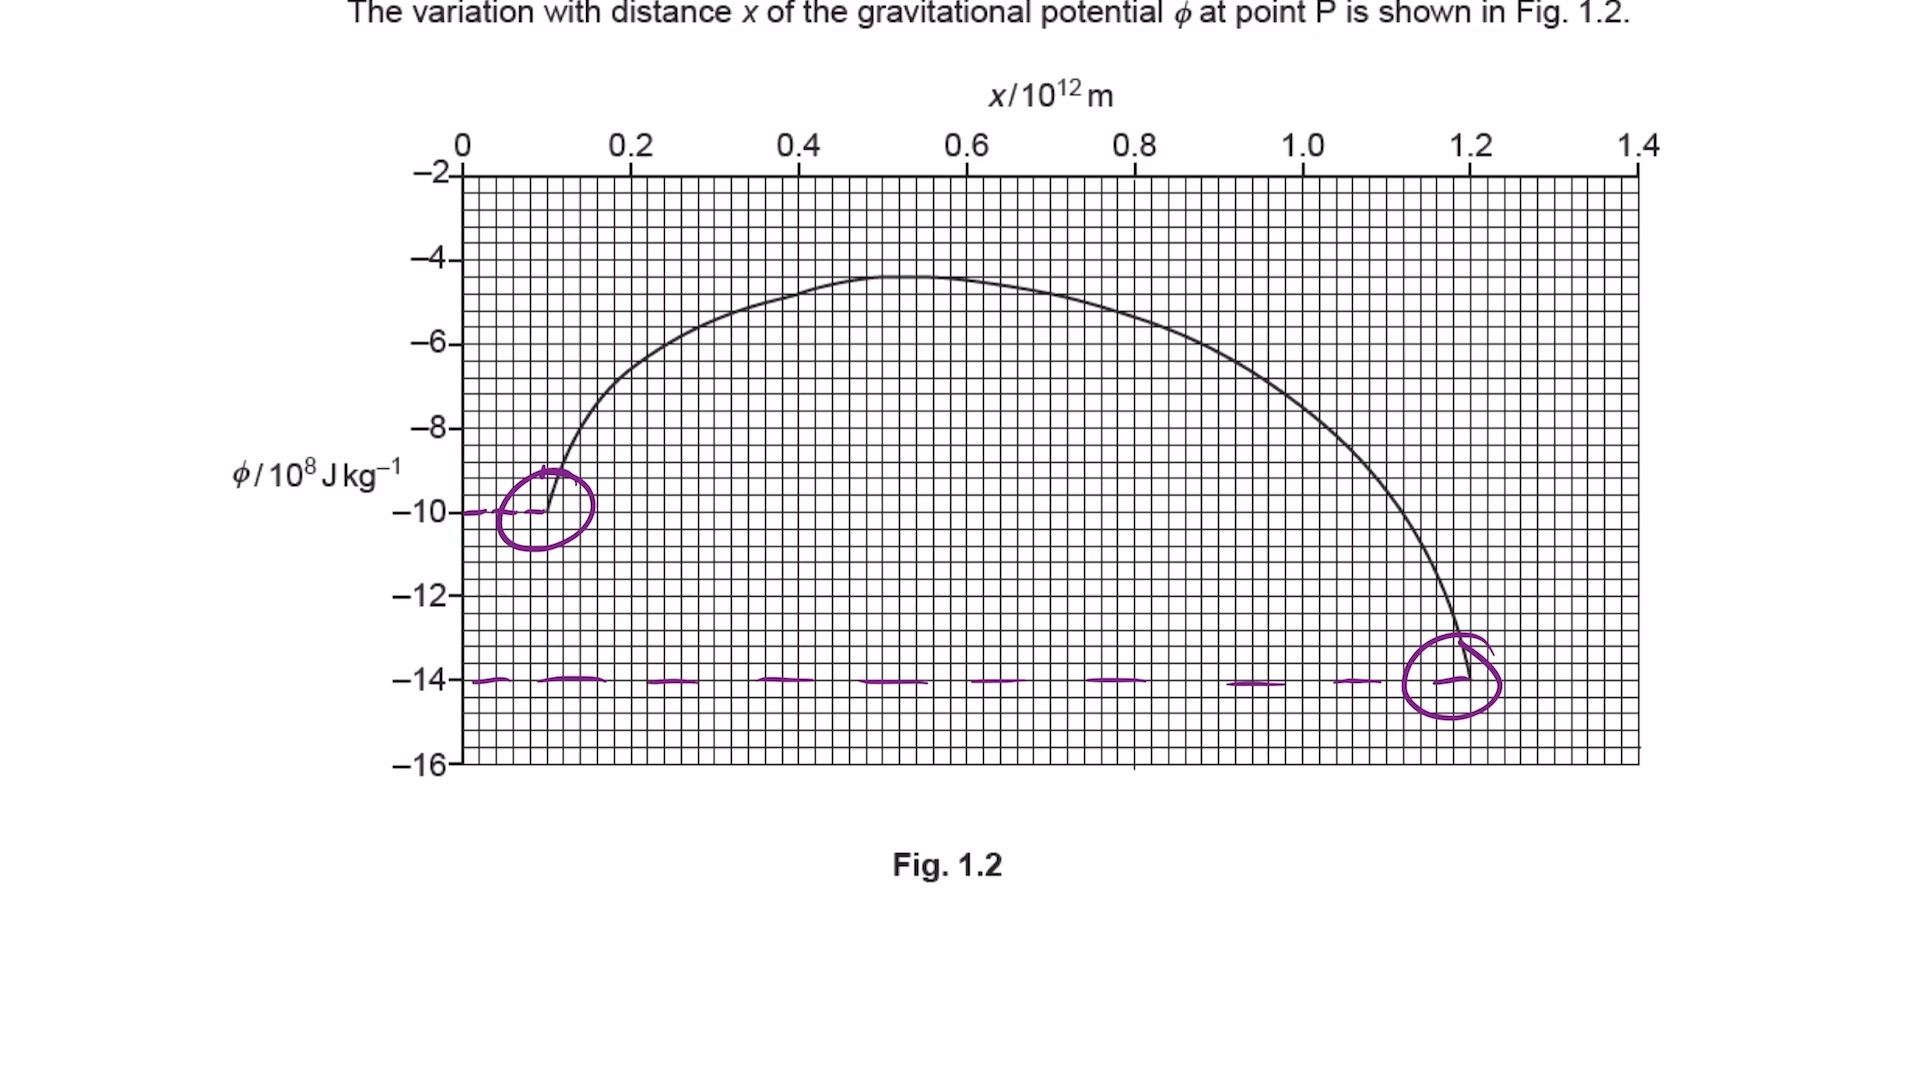 The variation with distance x of the gravitational potential ϕ at point P is shown in Fig. 1.2.
x/10¹² m
0 0.2 0.4 0.6 0.8 1.0 1.2 1.4
–2
–4
–6
–8
ϕ/10⁸ J kg⁻¹
–10
–12
–14
–16
Fig. 1.2